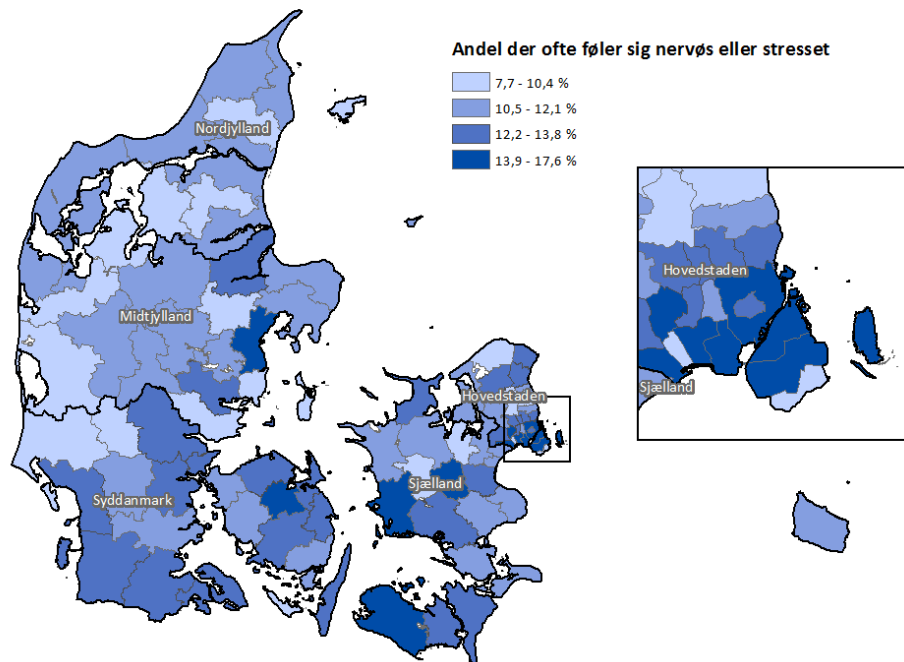 Andel der ofte føler sig nervøs eller stresset
7,7 - 10,4 %
10,5 - 12,1 %
12,2 - 13,8 %
13,9 - 17,6 %
Nordjylland
Midtjylland
Hovedstaden
Sjælland
Syddanmark
Hovedstaden
Sjælland